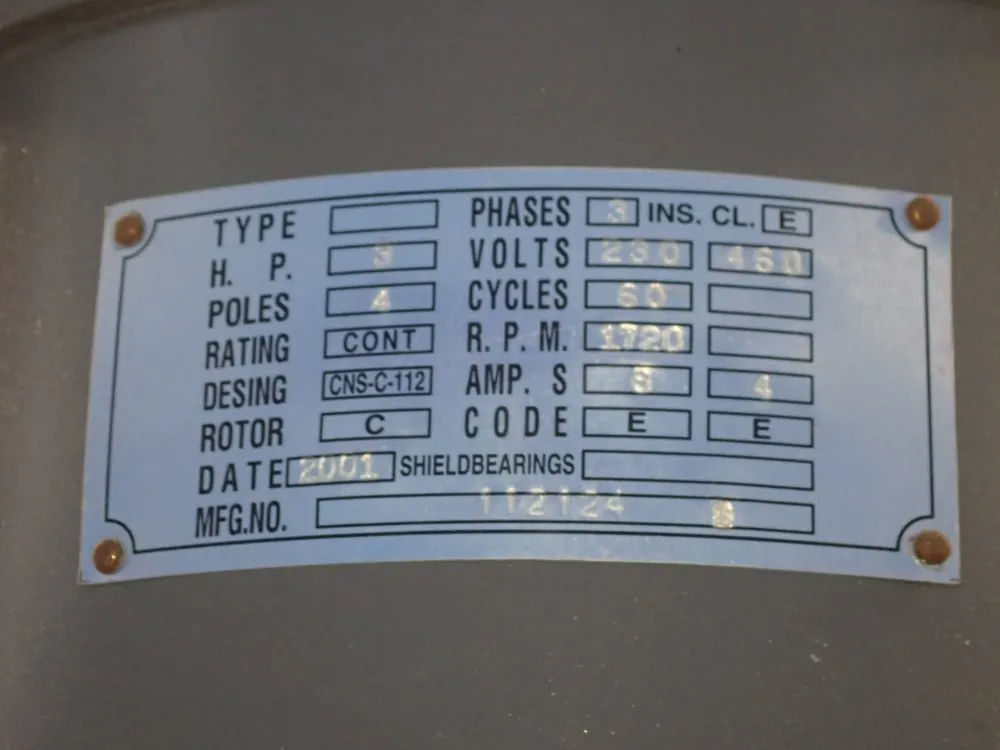 TYPE PHASES 3 INS. CL. E
H. P. 3 VOLTS 230 460
POLES 4 CYCLES 60
RATING CONT R. P. M. 1720
DESING CNS-C-112 AMP. S 8 4
ROTOR C CODE E E
DATE 2001 SHIELDBEARINGS
MFG.NO. 112124